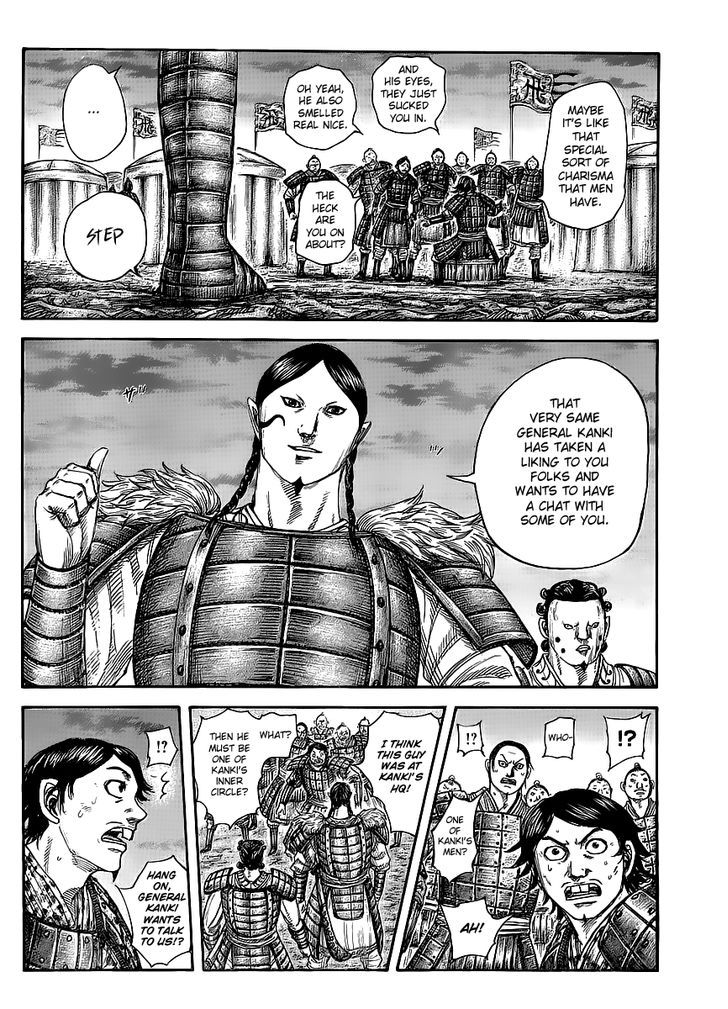 MAYBE
IT'S LIKE
THAT
SPECIAL
SORT OF
CHARISMA
THAT MEN
HAVE.
飛
AND
HIS EYES,
THEY JUST
SUCKED
YOU IN.
OH YEAH,
HE ALSO
SMELLED
REAL NICE.
THE
HECK ARE
YOU ON
ABOUT?
...
STEP
THAT
VERY SAME
GENERAL KANKI
HAS TAKEN A
LIKING TO YOU
FOLKS AND
WANTS TO HAVE
A CHAT WITH
SOME OF YOU.
!?
WHO-
!?
ONE
OF
KANKI'S
MEN?
AH!
I THINK
THIS GUY
WAS AT
KANKI'S
HQ!
WHAT?
THEN HE
MUST BE
ONE OF
KANKI'S
INNER
CIRCLE?
!?
HANG
ON,
GENERAL
KANKI
WANTS TO
TALK
TO US!?